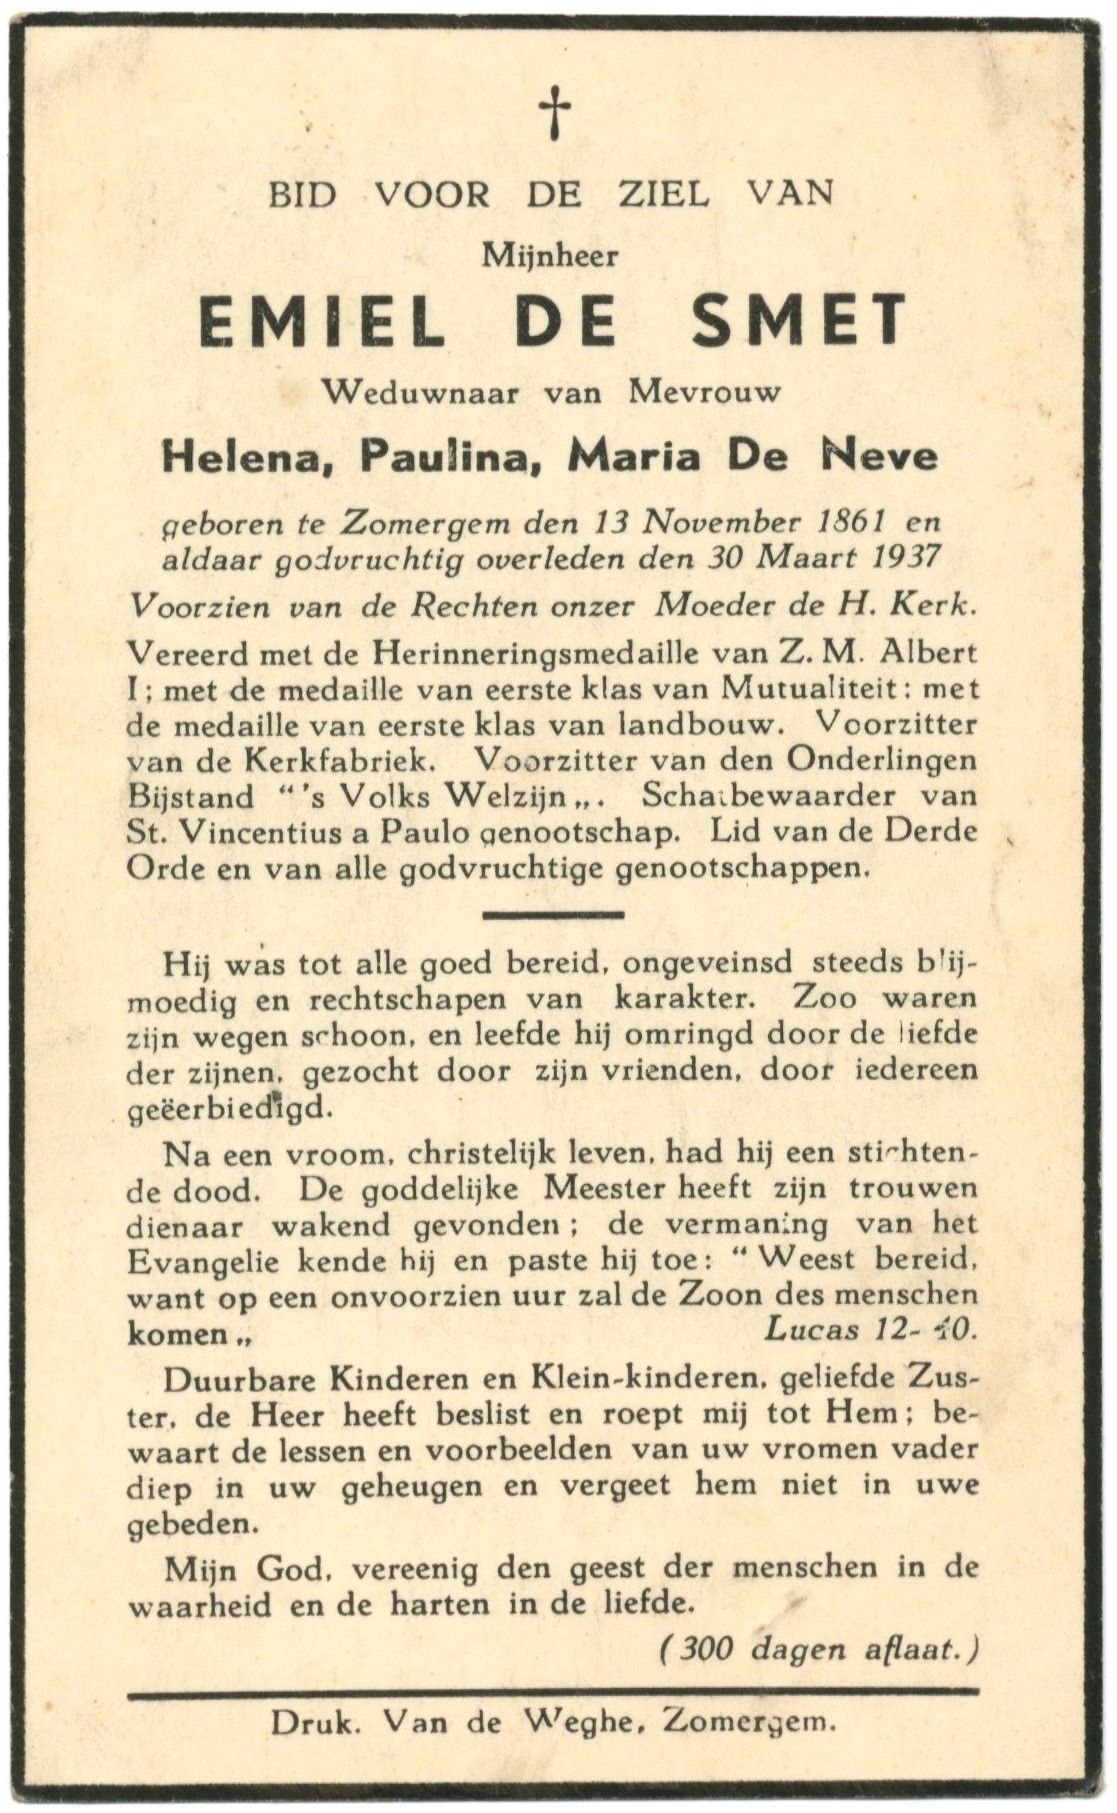 BID VOOR DE ZIEL VAN
Mijnheer
EMIEL DE SMET
Weduwnaar van Mevrouw
Helena, Paulina, Maria De Neve
geboren te Zomergem den 13 November 1861 en
aldaar godvruchtig overleden den 30 Maart 1937
Voorzien van de Rechten onzer Moeder de H. Kerk.
Vereerd met de Herinneringsmedaille van Z. M. Albert
I; met de medaille van eerste klas van Mutualiteit: met
de medaille van eerste klas van landbouw. Voorzitter
van de Kerkfabriek. Voorzitter van den Onderlingen
Bijstand “'s Volks Welzijn„. Schatbewaarder van
St. Vincentius a Paulo genootschap. Lid van de Derde
Orde en van alle godvruchtige genootschappen.
Hij was tot alle goed bereid, ongeveinsd steeds blij-
moedig en rechtschapen van karakter. Zoo waren
zijn wegen schoon, en leefde hij omringd door de liefde
der zijnen, gezocht door zijn vrienden, door iedereen
geëerbiedigd.
Na een vroom, christelijk leven, had hij een stichten-
de dood. De goddelijke Meester heeft zijn trouwen
dienaar wakend gevonden; de vermaning van het
Evangelie kende hij en paste hij toe: “Weest bereid,
want op een onvoorzien uur zal de Zoon des menschen
komen„ Lucas 12-40.
Duurbare Kinderen en Klein-kinderen, geliefde Zus-
ter, de Heer heeft beslist en roept mij tot Hem; be-
waart de lessen en voorbeelden van uw vromen vader
diep in uw geheugen en vergeet hem niet in uwe
gebeden.
Mijn God, vereenig den geest der menschen in de
waarheid en de harten in de liefde.
(300 dagen aflaat.)
Druk. Van de Weghe, Zomergem.